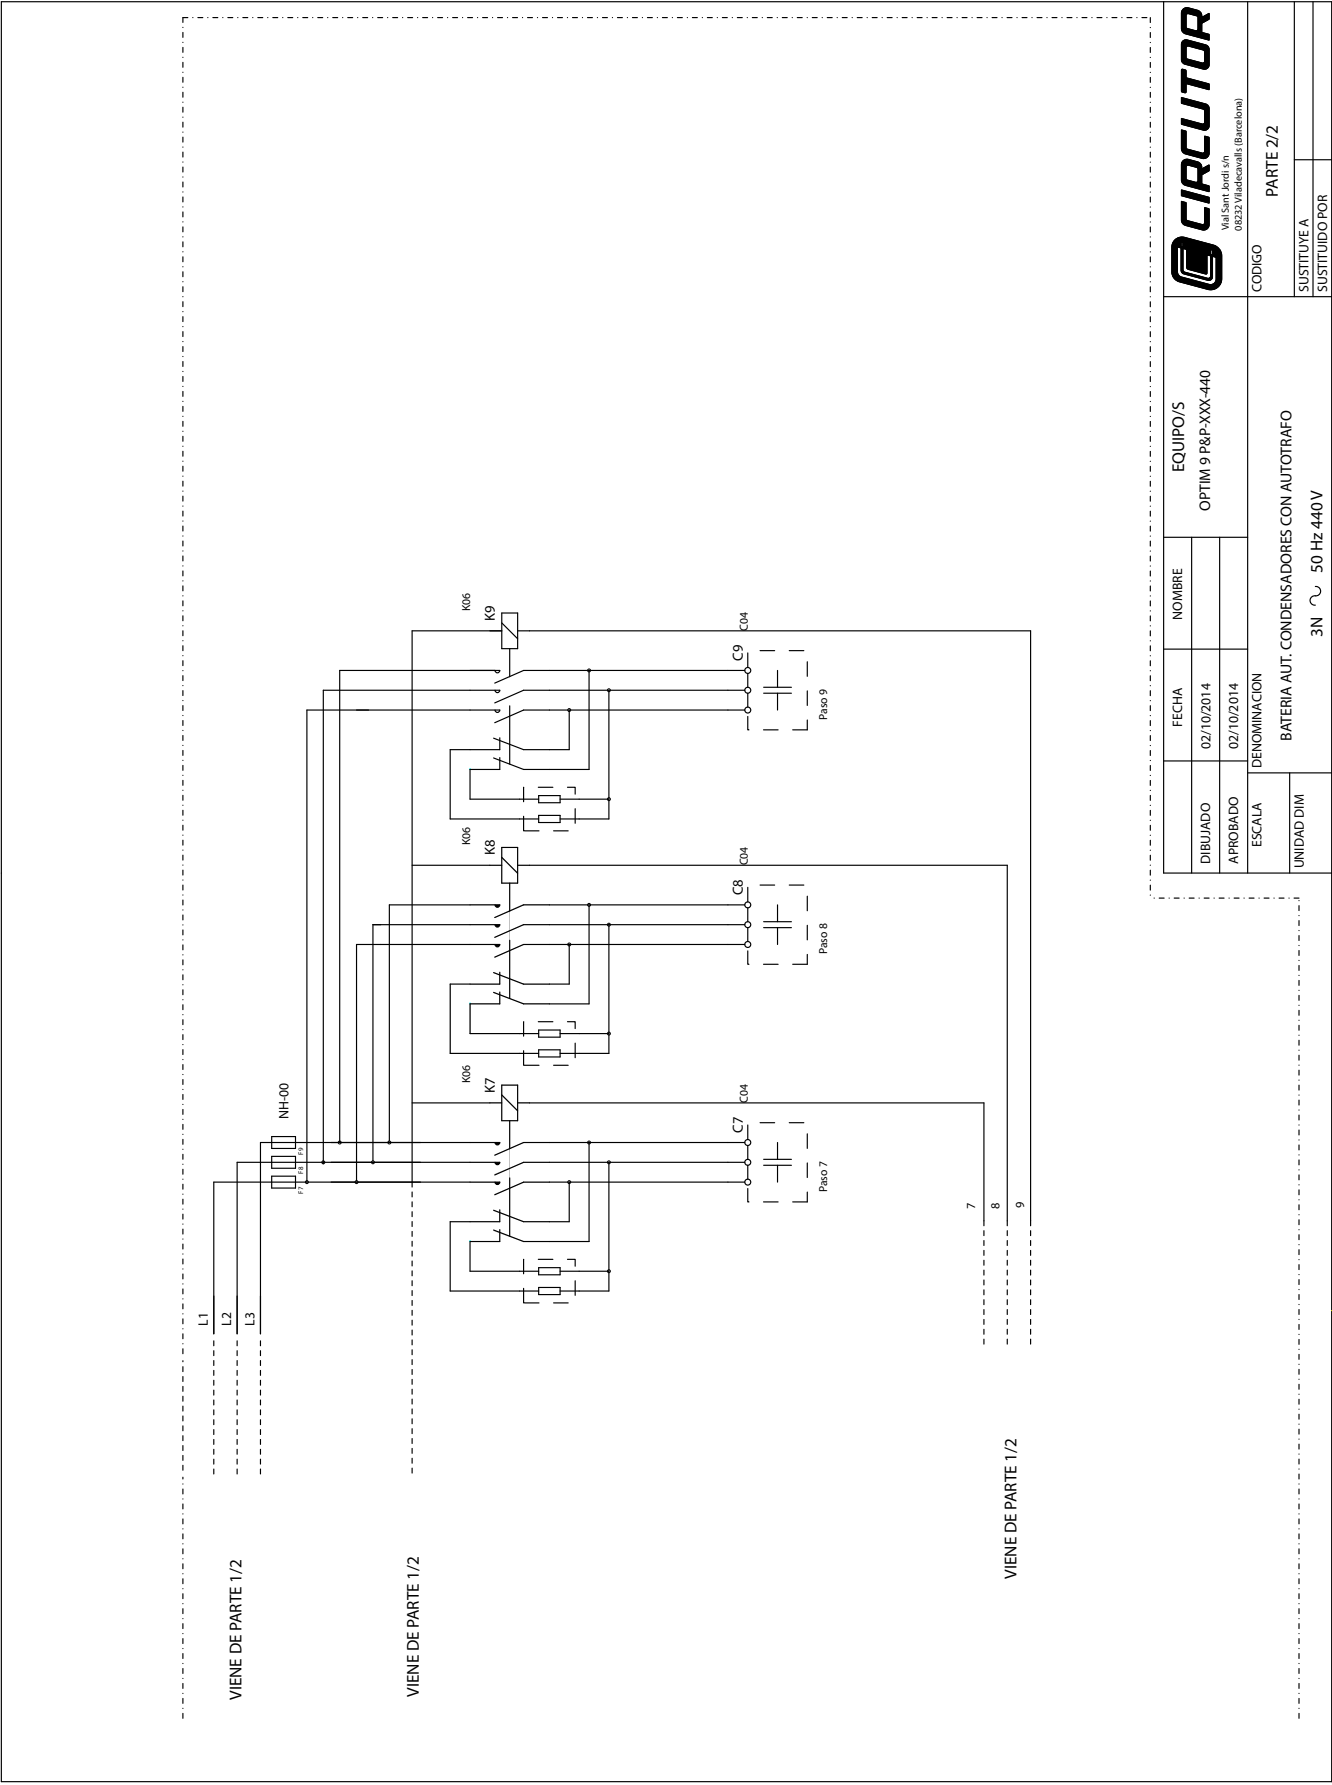 VIENE DE PARTE 1/2
L1
L2
L3
F7
F8
F9
NH-00
VIENE DE PARTE 1/2
K06
K7
K06
K8
K06
K9
C04
C7
Paso 7
C04
C8
Paso 8
C04
C9
Paso 9
7
8
9
VIENE DE PARTE 1/2
FECHA
NOMBRE
EQUIPO/S
DIBUJADO
02/10/2014
OPTIM 9 P&P-XXX-440
APROBADO
02/10/2014
ESCALA
DENOMINACION
BATERIA AUT. CONDENSADORES CON AUTOTRAFO
UNIDAD DIM
3N ∿ 50 Hz 440 V
CIRCUTOR
Vial Sant Jordi s/n
08232 Viladecavalls (Barcelona)
CODIGO
PARTE 2/2
SUSTITUYE A
SUSTITUIDO POR